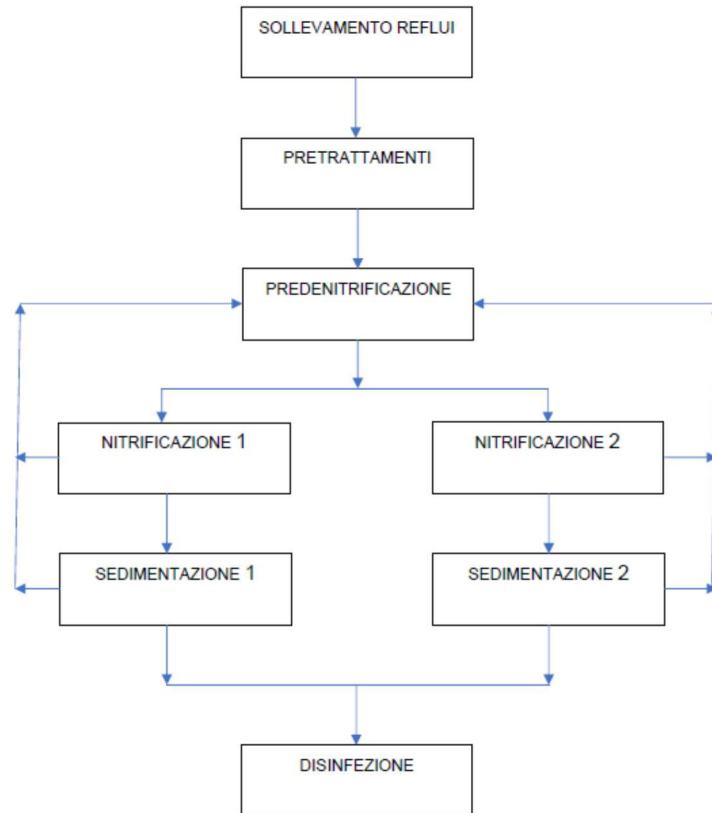 SOLLEVAMENTO REFLUI
PRETRATTAMENTI
PREDENITRIFICAZIONE
NITRIFICAZIONE 1
NITRIFICAZIONE 2
SEDIMENTAZIONE 1
SEDIMENTAZIONE 2
DISINFEZIONE